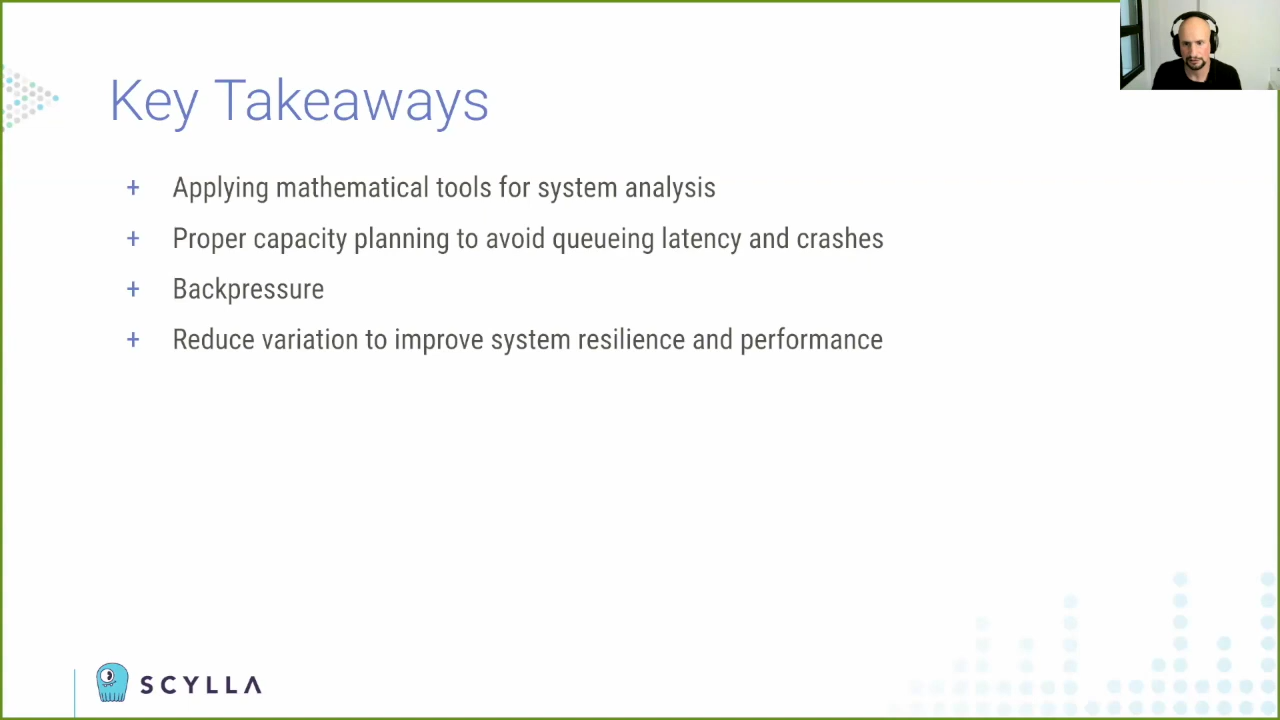 Key Takeaways
+ Applying mathematical tools for system analysis
+ Proper capacity planning to avoid queueing latency and crashes
+ Backpressure
+ Reduce variation to improve system resilience and performance
SCYLLA